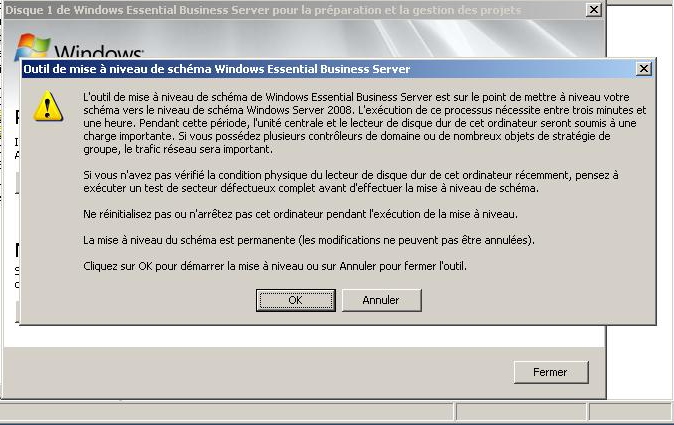 Disque 1 de Windows Essential Business Server pour la préparation et la gestion des projets
Windows
Outil de mise à niveau de schéma Windows Essential Business Server
L'outil de mise à niveau de schéma de Windows Essential Business Server est sur le point de mettre à niveau votre
schéma vers le niveau de schéma Windows Server 2008. L'exécution de ce processus nécessite entre trois minutes et
une heure. Pendant cette période, l'unité centrale et le lecteur de disque dur de cet ordinateur seront soumis à une
charge importante. Si vous possédez plusieurs contrôleurs de domaine ou de nombreux objets de stratégie de
groupe, le trafic réseau sera important.
Si vous n'avez pas vérifié la condition physique du lecteur de disque dur de cet ordinateur récemment, pensez à
exécuter un test de secteur défectueux complet avant d'effectuer la mise à niveau de schéma.
Ne réinitialisez pas ou n'arrêtez pas cet ordinateur pendant l'exécution de la mise à niveau.
La mise à niveau du schéma est permanente (les modifications ne peuvent pas être annulées).
Cliquez sur OK pour démarrer la mise à niveau ou sur Annuler pour fermer l'outil.
OK
Annuler
Fermer